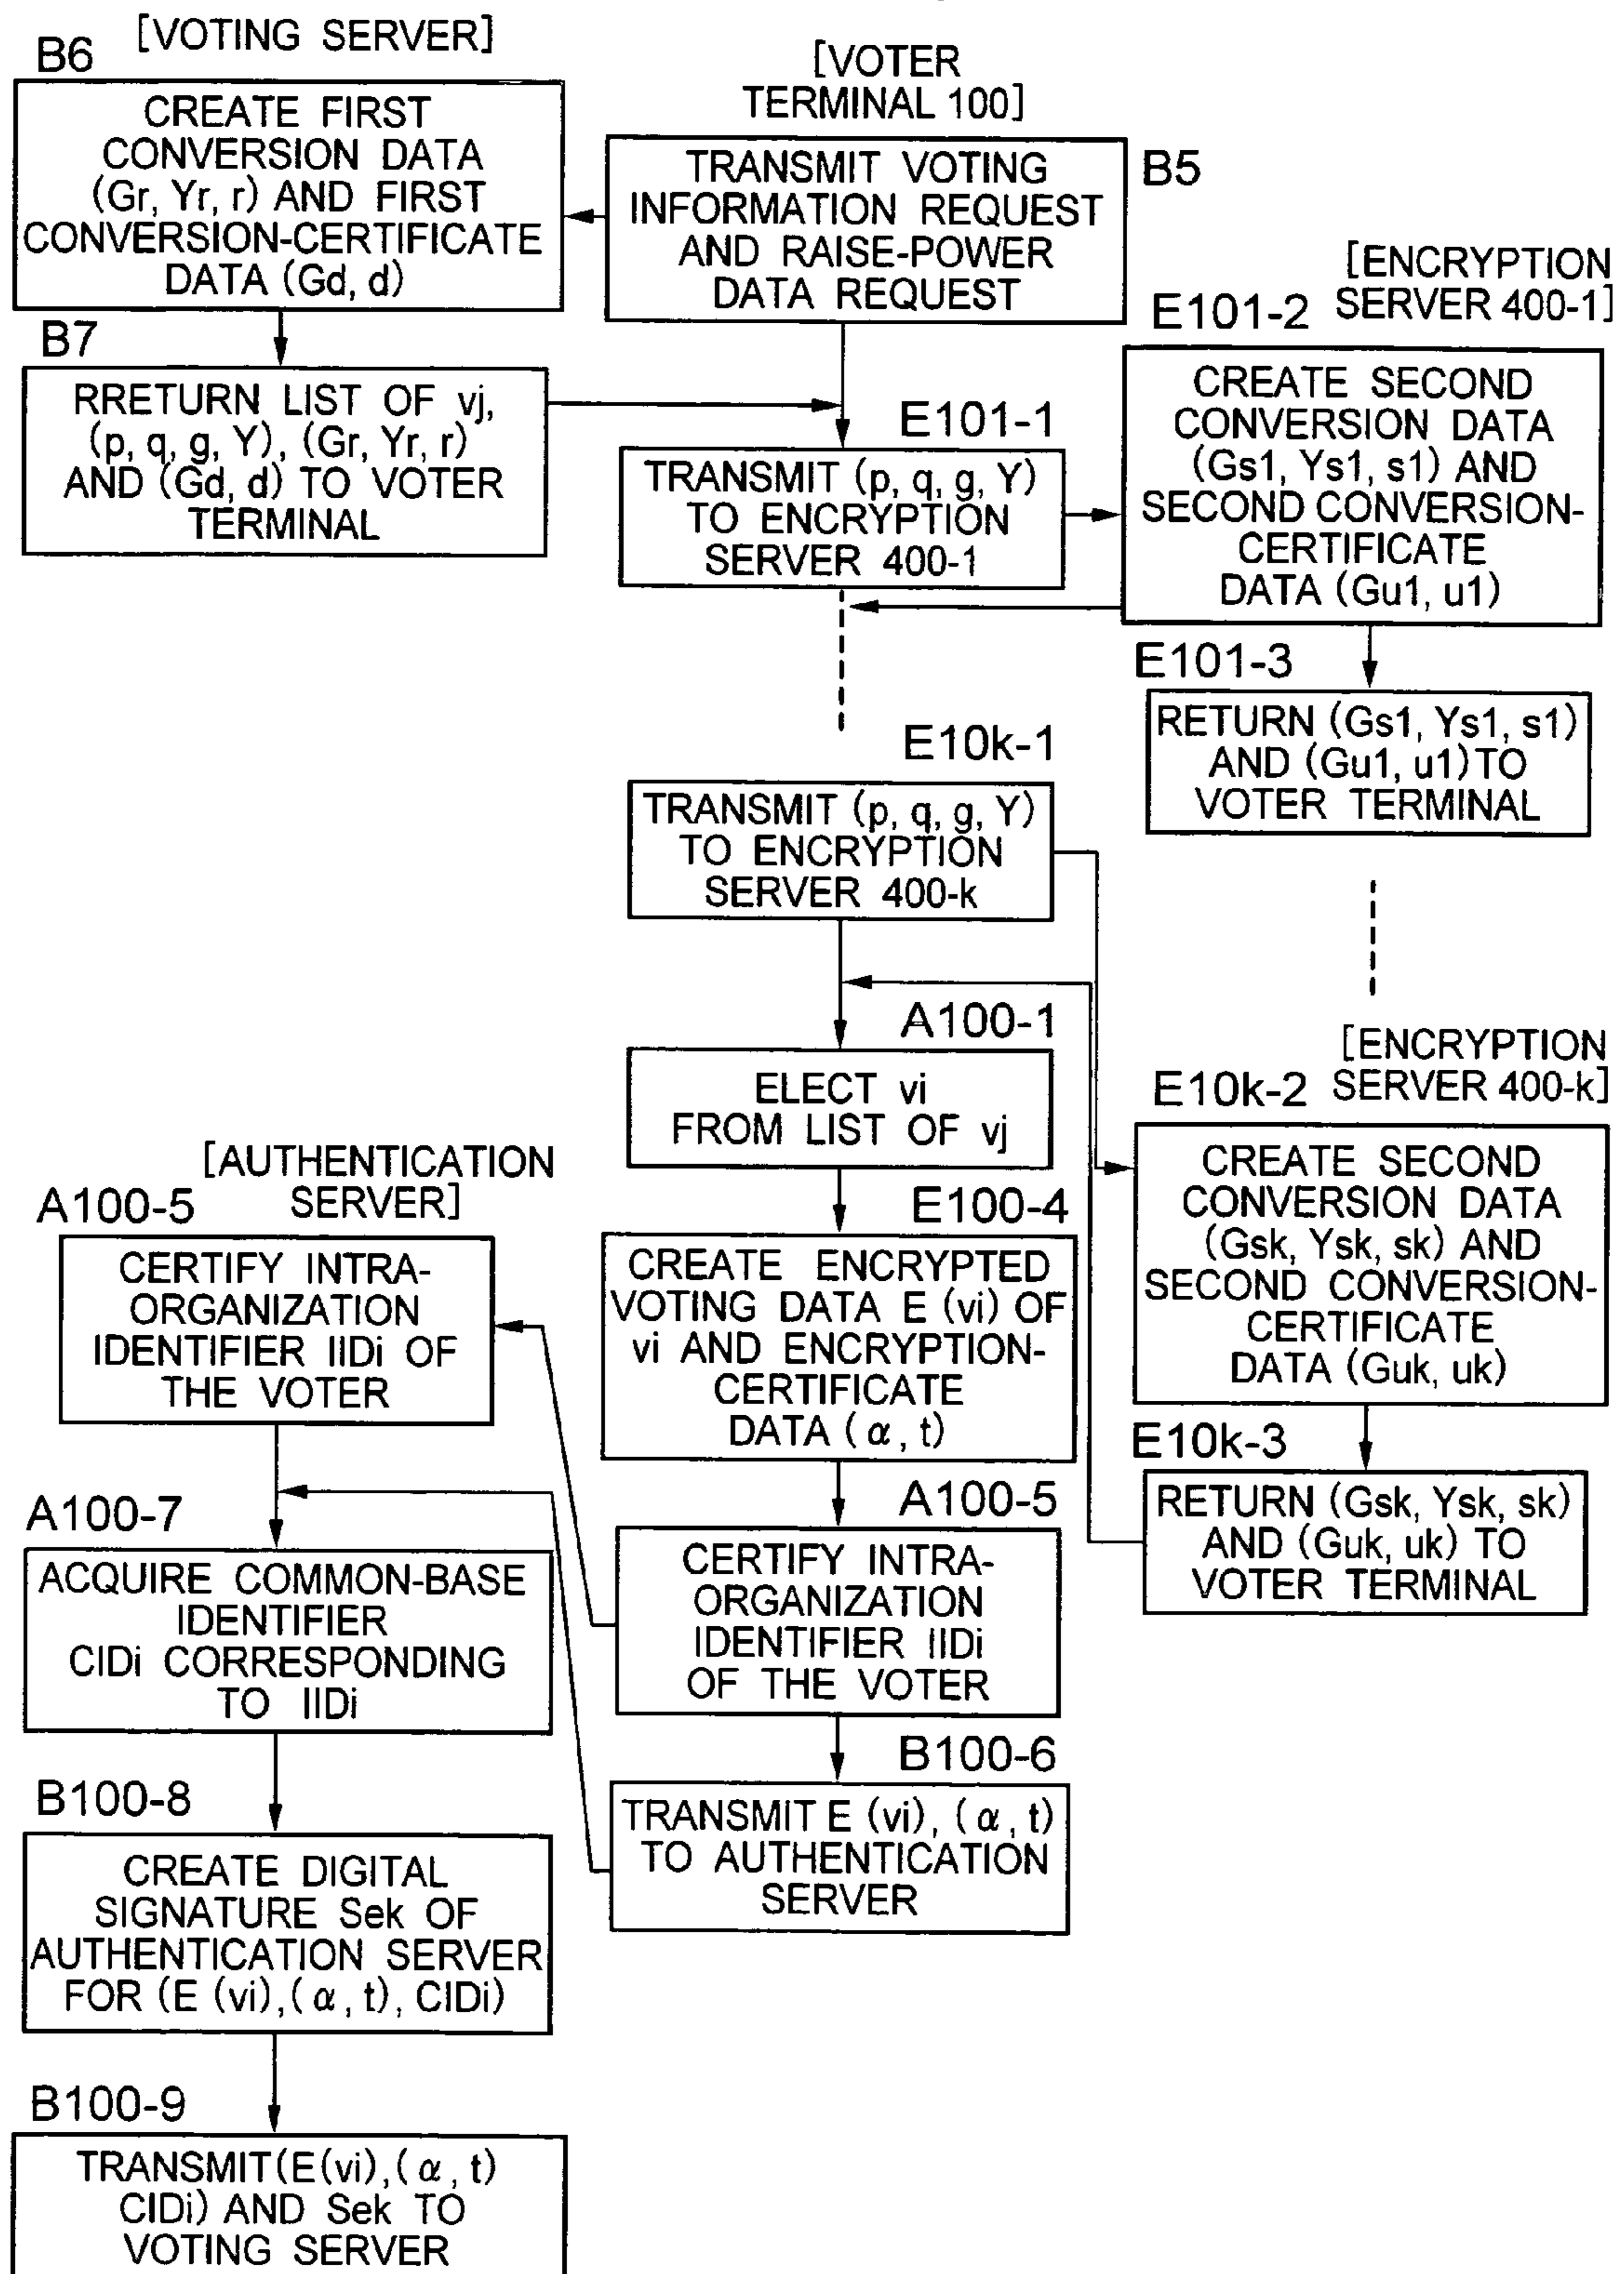 [VOTING SERVER]
B6
CREATE FIRST
CONVERSION DATA
(Gr, Yr, r) AND FIRST
CONVERSION-CERTIFICATE
DATA (Gd, d)
[VOTER
TERMINAL 100]
TRANSMIT VOTING
INFORMATION REQUEST
AND RAISE-POWER
DATA REQUEST
B5
B7
RRETURN LIST OF vj,
(p, q, g, Y), (Gr, Yr, r)
AND (Gd, d) TO VOTER
TERMINAL
E101-1
TRANSMIT (p, q, g, Y)
TO ENCRYPTION
SERVER 400-1
[ENCRYPTION
SERVER 400-1]
E101-2
CREATE SECOND
CONVERSION DATA
(Gs1, Ys1, s1) AND
SECOND CONVERSION-
CERTIFICATE
DATA (Gu1, u1)
E101-3
RETURN (Gs1, Ys1, s1)
AND (Gu1, u1) TO
VOTER TERMINAL
E10k-1
TRANSMIT (p, q, g, Y)
TO ENCRYPTION
SERVER 400-k
A100-1
ELECT vi
FROM LIST OF vj
[ENCRYPTION
SERVER 400-k]
E10k-2
CREATE SECOND
CONVERSION DATA
(Gsk, Ysk, sk) AND
SECOND CONVERSION-
CERTIFICATE
DATA (Guk, uk)
E10k-3
RETURN (Gsk, Ysk, sk)
AND (Guk, uk) TO
VOTER TERMINAL
E100-4
CREATE ENCRYPTED
VOTING DATA E (vi) OF
vi AND ENCRYPTION-
CERTIFICATE
DATA (α, t)
A100-5
CERTIFY INTRA-
ORGANIZATION
IDENTIFIER IIDi
OF THE VOTER
B100-6
TRANSMIT E (vi), (α, t)
TO AUTHENTICATION
SERVER
[AUTHENTICATION
SERVER]
A100-5
CERTIFY INTRA-
ORGANIZATION
IDENTIFIER IIDi OF
THE VOTER
A100-7
ACQUIRE COMMON-BASE
IDENTIFIER
CIDi CORRESPONDING
TO IIDi
B100-8
CREATE DIGITAL
SIGNATURE Sek OF
AUTHENTICATION SERVER
FOR (E (vi), (α, t), CIDi)
B100-9
TRANSMIT (E(vi), (α, t)
CIDi) AND Sek TO
VOTING SERVER